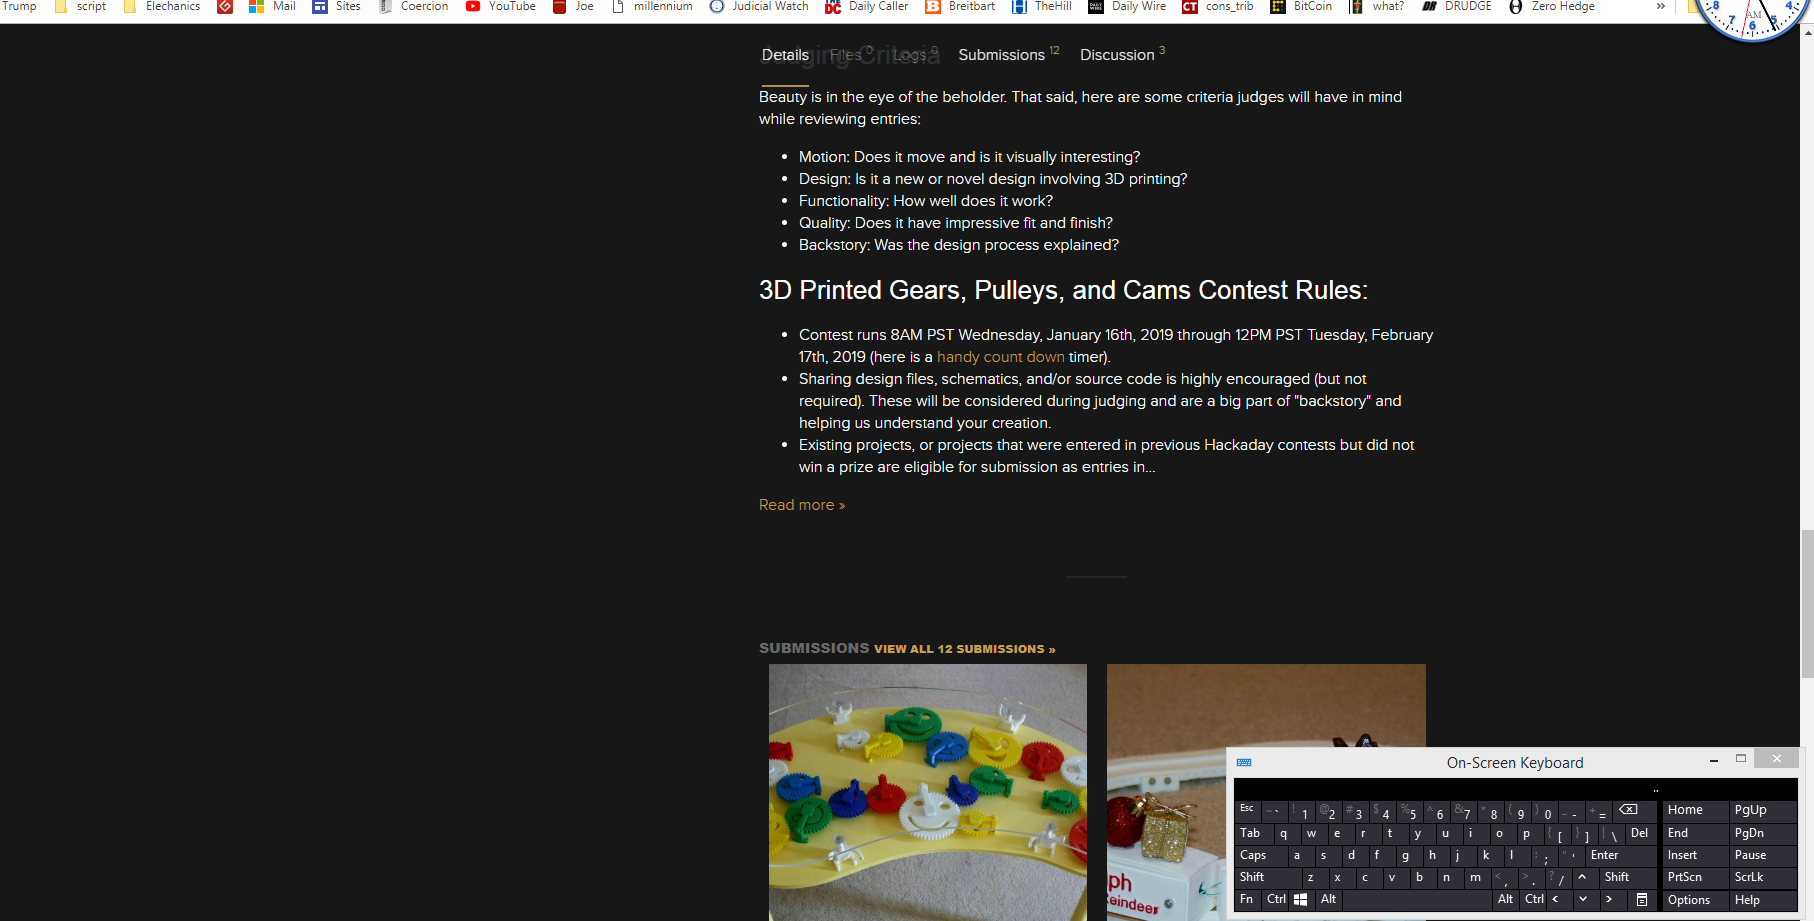 Trump script Elechanics Mail Sites Coercion YouTube Joe millennium Judicial Watch Daily Caller Breitbart TheHill Daily Wire cons_trib BitCoin what? DRUDGE Zero Hedge »
8 7 6 5 4 AM
Judging Criteria
Details Files 0 Logs 0 Submissions 12 Discussion 3
Beauty is in the eye of the beholder. That said, here are some criteria judges will have in mind
while reviewing entries:
• Motion: Does it move and is it visually interesting?
• Design: Is it a new or novel design involving 3D printing?
• Functionality: How well does it work?
• Quality: Does it have impressive fit and finish?
• Backstory: Was the design process explained?
3D Printed Gears, Pulleys, and Cams Contest Rules:
• Contest runs 8AM PST Wednesday, January 16th, 2019 through 12PM PST Tuesday, February
17th, 2019 (here is a handy count down timer).
• Sharing design files, schematics, and/or source code is highly encouraged (but not
required). These will be considered during judging and are a big part of "backstory" and
helping us understand your creation.
• Existing projects, or projects that were entered in previous Hackaday contests but did not
win a prize are eligible for submission as entries in...
Read more »
SUBMISSIONS VIEW ALL 12 SUBMISSIONS »
ph
Reindeer
On-Screen Keyboard
Esc ~ ` ! 1 @ 2 # 3 $ 4 % 5 ^ 6 & 7 * 8 ( 9 ) 0 _ - + = Home PgUp
Tab q w e r t y u i o p { [ } ] | \ Del End PgDn
Caps a s d f g h j k l : ; " ' Enter Insert Pause
Shift z x c v b n m < , > . ? / ^ Shift PrtScn ScrLk
Fn Ctrl Alt Alt Ctrl < v > Options Help